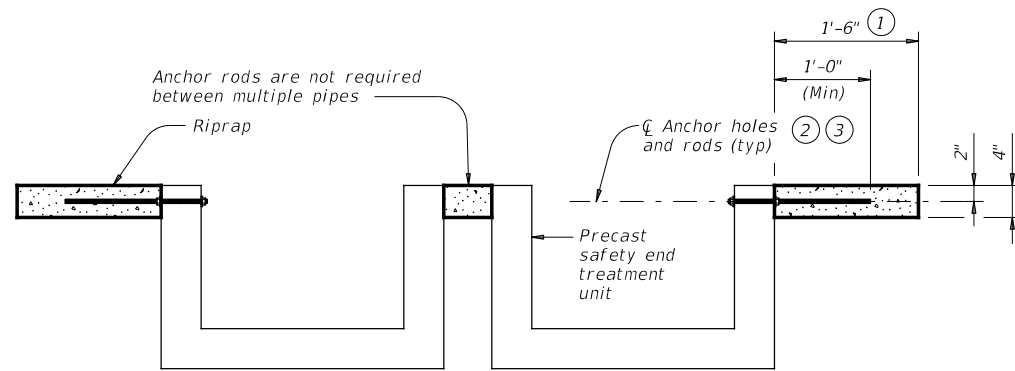 1'-6" 1
1'-0"
(Min)
Anchor rods are not required
between multiple pipes
Riprap
℄ Anchor holes 2 3
and rods (typ)
2"
4"
Precast
safety end
treatment
unit